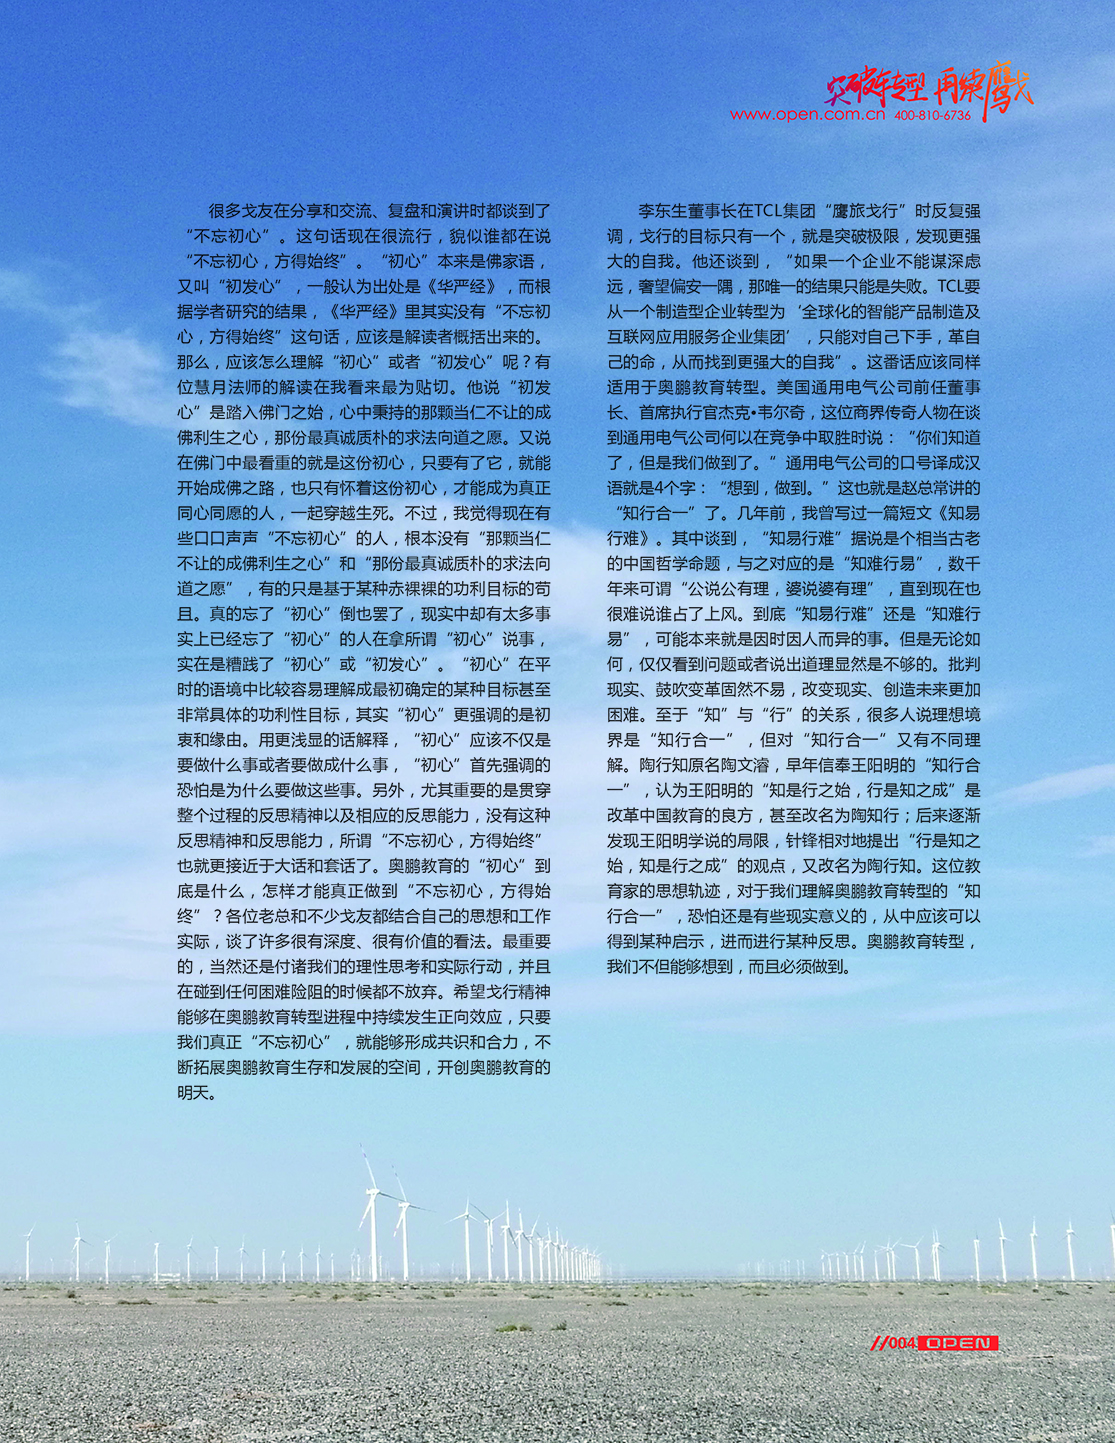 突破转型 再续鹰戈
www.open.com.cn 400-810-6736
很多戈友在分享和交流、复盘和演讲时都谈到了
“不忘初心”。这句话现在很流行，貌似谁都在说
“不忘初心，方得始终”。“初心”本来是佛家语，
又叫“初发心”，一般认为出处是《华严经》，而根
据学者研究的结果，《华严经》里其实没有“不忘初
心，方得始终”这句话，应该是解读者概括出来的。
那么，应该怎么理解“初心”或者“初发心”呢？有
位慧月法师的解读在我看来最为贴切。他说“初发
心”是踏入佛门之始，心中秉持的那颗当仁不让的成
佛利生之心，那份最真诚质朴的求法向道之愿。又说
在佛门中最看重的就是这份初心，只要有了它，就能
开始成佛之路，也只有怀着这份初心，才能成为真正
同心同愿的人，一起穿越生死。不过，我觉得现在有
些口口声声“不忘初心”的人，根本没有“那颗当仁
不让的成佛利生之心”和“那份最真诚质朴的求法向
道之愿”，有的只是基于某种赤裸裸的功利目标的苟
且。真的忘了“初心”倒也罢了，现实中却有太多事
实上已经忘了“初心”的人在拿所谓“初心”说事，
实在是糟践了“初心”或“初发心”。“初心”在平
时的语境中比较容易理解成最初确定的某种目标甚至
非常具体的功利性目标，其实“初心”更强调的是初
衷和缘由。用更浅显的话解释，“初心”应该不仅是
要做什么事或者要做成什么事，“初心”首先强调的
恐怕是为什么要做这些事。另外，尤其重要的是贯穿
整个过程的反思精神以及相应的反思能力，没有这种
反思精神和反思能力，所谓“不忘初心，方得始终”
也就更接近于大话和套话了。奥鹏教育的“初心”到
底是什么，怎样才能真正做到“不忘初心，方得始
终”？各位老总和不少戈友都结合自己的思想和工作
实际，谈了许多很有深度、很有价值的看法。最重要
的，当然还是付诸我们的理性思考和实际行动，并且
在碰到任何困难险阻的时候都不放弃。希望戈行精神
能够在奥鹏教育转型进程中持续发生正向效应，只要
我们真正“不忘初心”，就能够形成共识和合力，不
断拓展奥鹏教育生存和发展的空间，开创奥鹏教育的
明天。
李东生董事长在TCL集团“鹰旅戈行”时反复强
调，戈行的目标只有一个，就是突破极限，发现更强
大的自我。他还谈到，“如果一个企业不能谋深虑
远，奢望偏安一隅，那唯一的结果只能是失败。TCL要
从一个制造型企业转型为‘全球化的智能产品制造及
互联网应用服务企业集团’，只能对自己下手，革自
己的命，从而找到更强大的自我”。这番话应该同样
适用于奥鹏教育转型。美国通用电气公司前任董事
长、首席执行官杰克•韦尔奇，这位商界传奇人物在谈
到通用电气公司何以在竞争中取胜时说：“你们知道
了，但是我们做到了。“通用电气公司的口号译成汉
语就是4个字：“想到，做到。”这也就是赵总常讲的
“知行合一”了。几年前，我曾写过一篇短文《知易
行难》。其中谈到，“知易行难”据说是个相当古老
的中国哲学命题，与之对应的是“知难行易”，数千
年来可谓“公说公有理，婆说婆有理”，直到现在也
很难说谁占了上风。到底“知易行难”还是“知难行
易”，可能本来就是因时因人而异的事。但是无论如
何，仅仅看到问题或者说出道理显然是不够的。批判
现实、鼓吹变革固然不易，改变现实、创造未来更加
困难。至于“知”与“行”的关系，很多人说理想境
界是“知行合一”，但对“知行合一”又有不同理
解。陶行知原名陶文濬，早年信奉王阳明的“知行合
一”，认为王阳明的“知是行之始，行是知之成”是
改革中国教育的良方，甚至改名为陶知行；后来逐渐
发现王阳明学说的局限，针锋相对地提出“行是知之
始，知是行之成”的观点，又改名为陶行知。这位教
育家的思想轨迹，对于我们理解奥鹏教育转型的“知
行合一”，恐怕还是有些现实意义的，从中应该可以
得到某种启示，进而进行某种反思。奥鹏教育转型，
我们不但能够想到，而且必须做到。
//004 OPEN